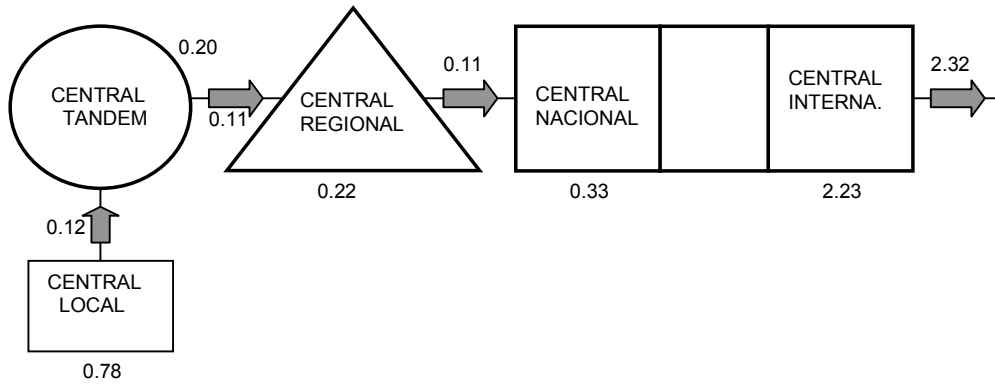 0.20
CENTRAL
TANDEM
0.11
CENTRAL
REGIONAL
0.22
0.11
CENTRAL
NACIONAL
0.33
CENTRAL
INTERNA.
2.23
2.32
0.12
CENTRAL
LOCAL
0.78